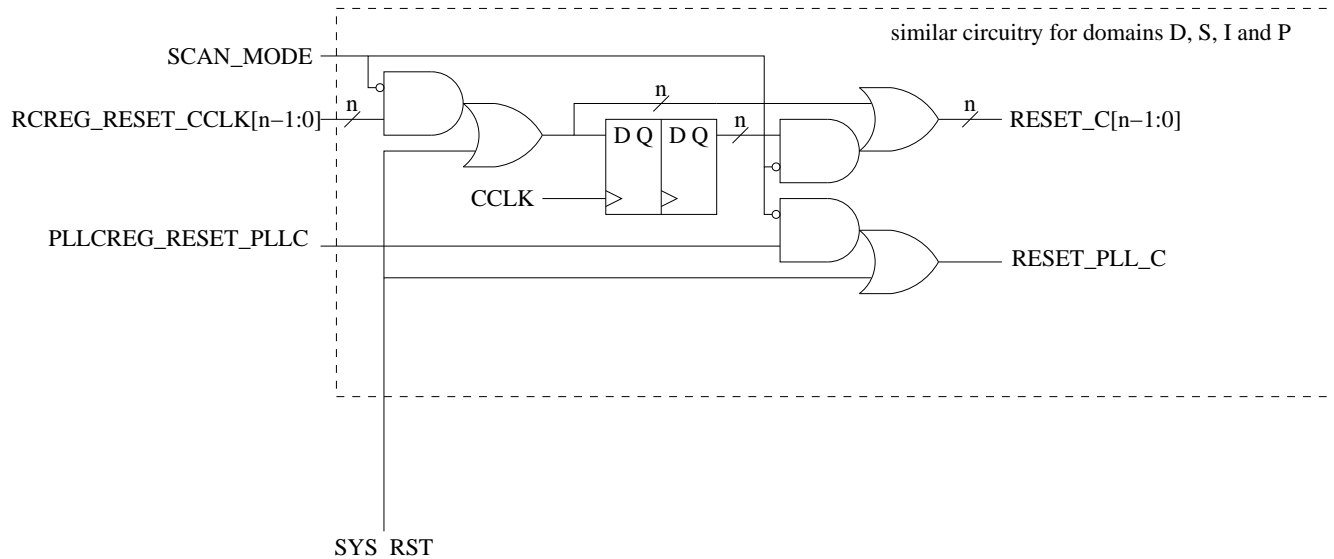 similar circuitry for domains D, S, I and P
SCAN_MODE
RCREG_RESET_CCLK[n−1:0]
n
n
n
n
RESET_C[n−1:0]
D Q
D Q
CCLK
PLLCREG_RESET_PLLC
RESET_PLL_C
SYS_RST